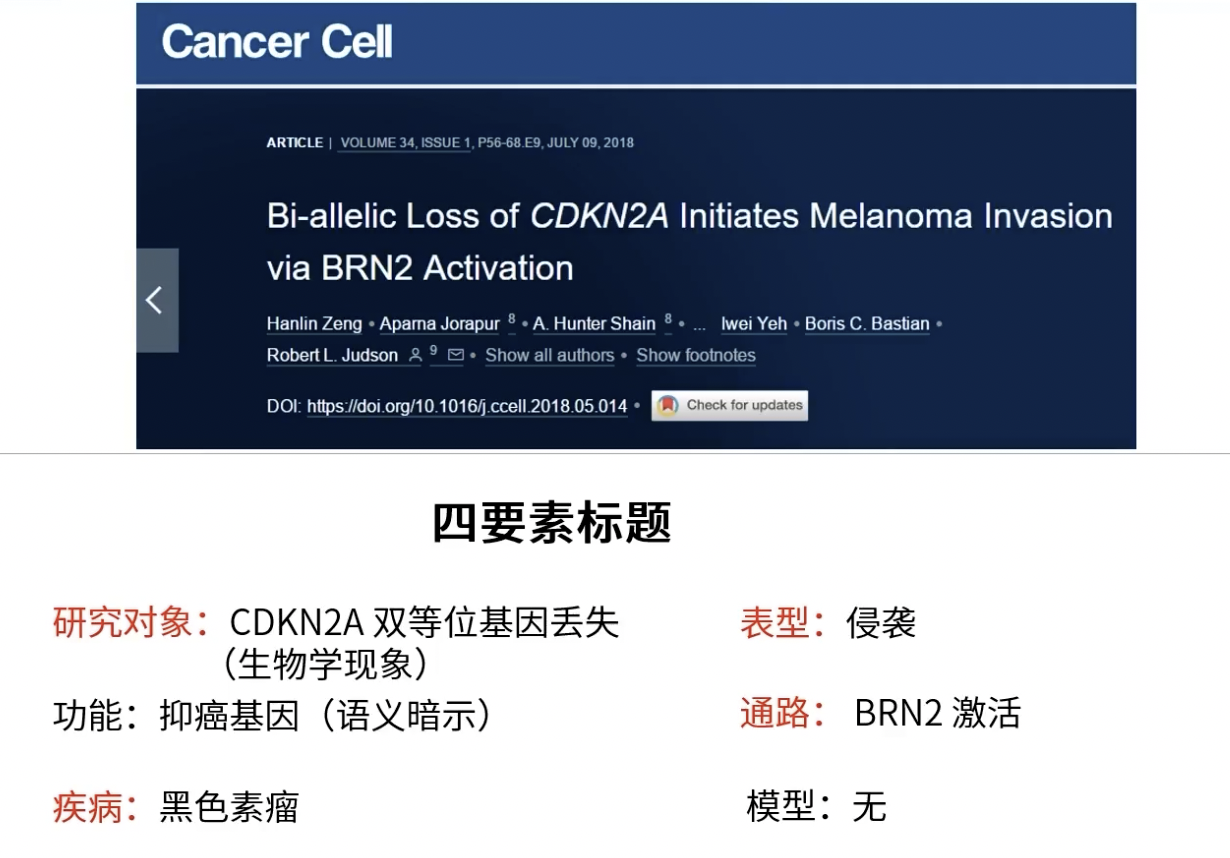 Cancer Cell
ARTICLE | VOLUME 34, ISSUE 1, P56-68.E9, JULY 09, 2018
Bi-allelic Loss of CDKN2A Initiates Melanoma Invasion
via BRN2 Activation
Hanlin Zeng • Aparna Jorapur 8 • A. Hunter Shain 8 • ... Iwei Yeh • Boris C. Bastian •
Robert L. Judson 9 • Show all authors • Show footnotes
DOI: https://doi.org/10.1016/j.ccell.2018.05.014 • Check for updates
四要素标题
研究对象：CDKN2A 双等位基因丢失
（生物学现象）
表型：侵袭
功能：抑癌基因（语义暗示）
通路： BRN2 激活
疾病：黑色素瘤
模型：无